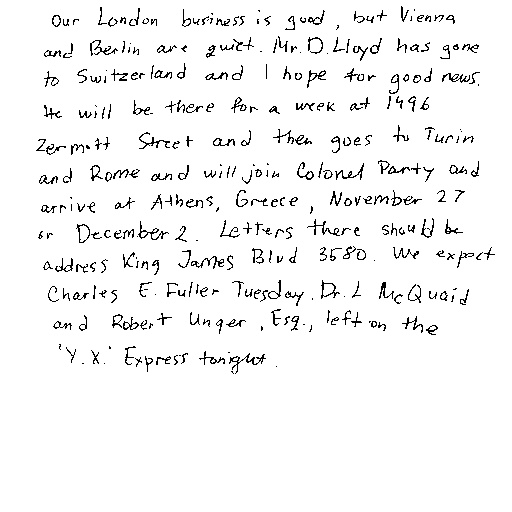 Our London business is good, but Vienna
and Berlin are quiet. Mr. D. Lloyd has gone
to Switzerland and I hope for good news.
He will be there for a week at 1496
Zermott Street and then goes to Turin
and Rome and will join Colonel Party and
arrive at Athens, Greece, November 27
or December 2. Letters there should be
address King James Blvd 3580. We expect
Charles E. Fuller Tuesday. Dr. L McQuaid
and Robert Unger, Esq., left on the
'Y.X.' Express tonight.